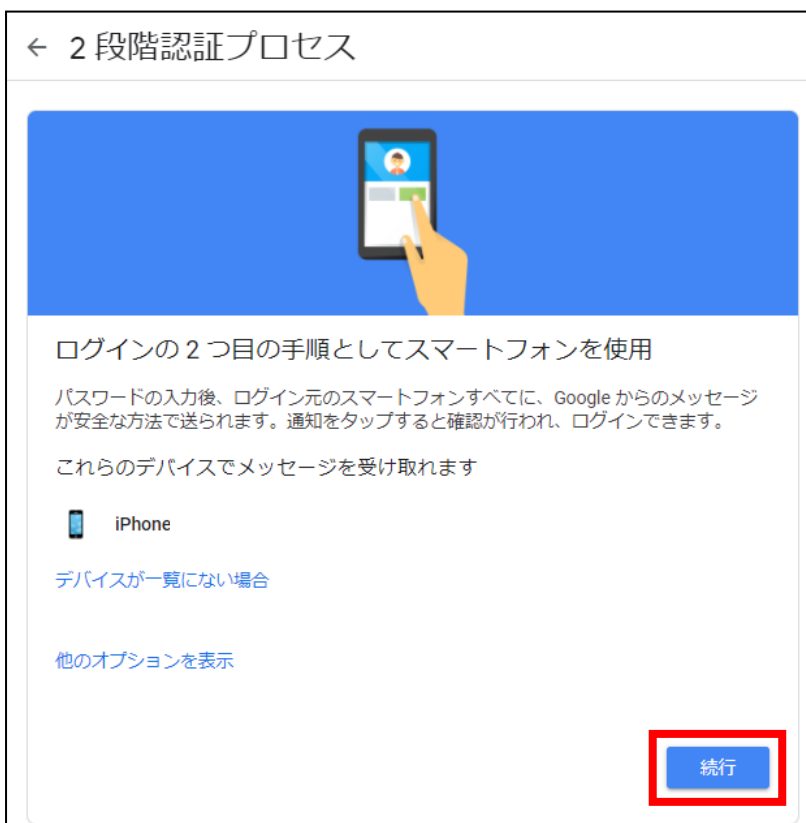 ← 2 段階認証プロセス
ログインの 2 つ目の手順としてスマートフォンを使用
パスワードの入力後、ログイン元のスマートフォンすべてに、Google からのメッセージ
が安全な方法で送られます。通知をタップすると確認が行われ、ログインできます。
これらのデバイスでメッセージを受け取れます
iPhone
デバイスが一覧にない場合
他のオプションを表示
続行